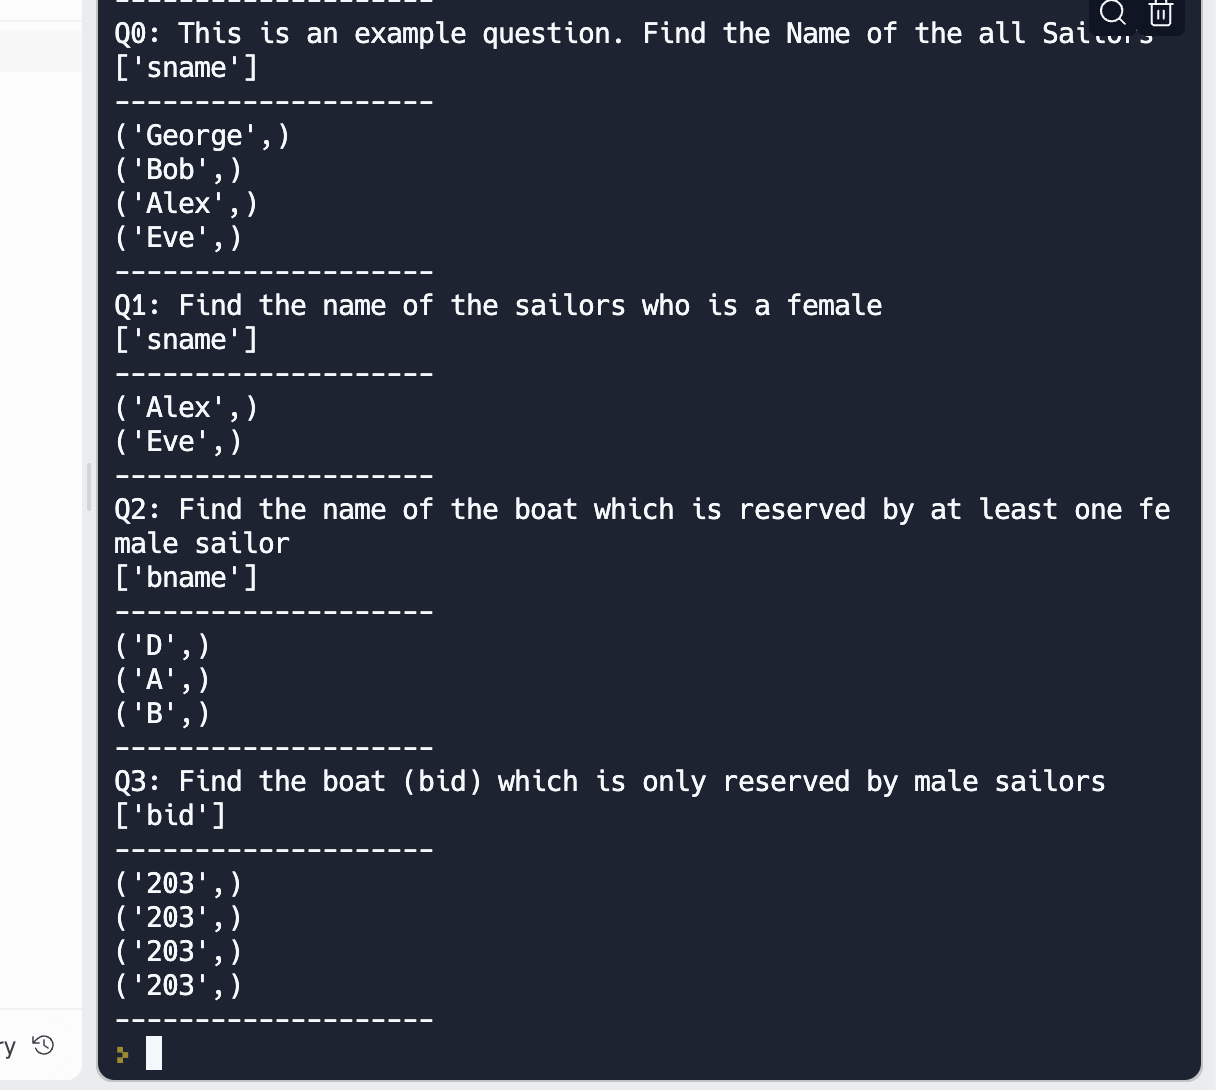 --------------------
Q0: This is an example question. Find the Name of the all Sailors
['sname']
--------------------
('George',)
('Bob',)
('Alex',)
('Eve',)
--------------------
Q1: Find the name of the sailors who is a female
['sname']
--------------------
('Alex',)
('Eve',)
--------------------
Q2: Find the name of the boat which is reserved by at least one fe
male sailor
['bname']
--------------------
('D',)
('A',)
('B',)
--------------------
Q3: Find the boat (bid) which is only reserved by male sailors
['bid']
--------------------
('203',)
('203',)
('203',)
('203',)
--------------------
ry